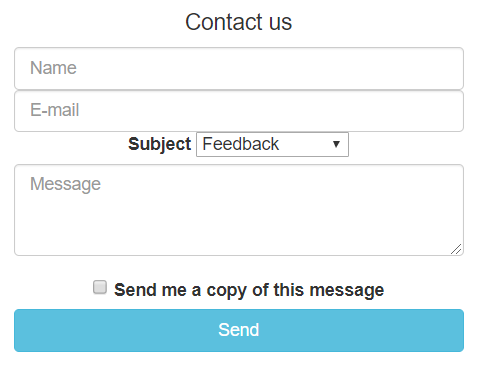 Contact us
Name
E-mail
Subject Feedback
Message
Send me a copy of this message
Send